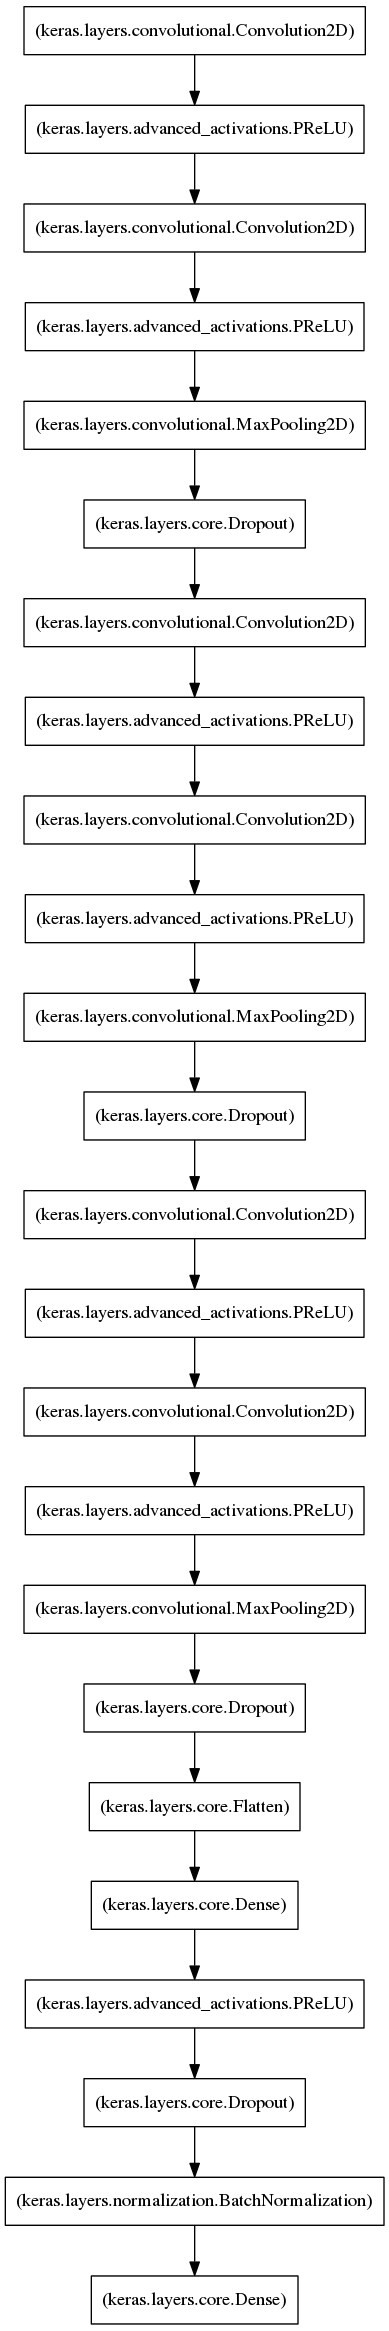 (keras.layers.convolutional.Convolution2D)
(keras.layers.advanced_activations.PReLU)
(keras.layers.convolutional.Convolution2D)
(keras.layers.advanced_activations.PReLU)
(keras.layers.convolutional.MaxPooling2D)
(keras.layers.core.Dropout)
(keras.layers.convolutional.Convolution2D)
(keras.layers.advanced_activations.PReLU)
(keras.layers.convolutional.Convolution2D)
(keras.layers.advanced_activations.PReLU)
(keras.layers.convolutional.MaxPooling2D)
(keras.layers.core.Dropout)
(keras.layers.convolutional.Convolution2D)
(keras.layers.advanced_activations.PReLU)
(keras.layers.convolutional.Convolution2D)
(keras.layers.advanced_activations.PReLU)
(keras.layers.convolutional.MaxPooling2D)
(keras.layers.core.Dropout)
(keras.layers.core.Flatten)
(keras.layers.core.Dense)
(keras.layers.advanced_activations.PReLU)
(keras.layers.core.Dropout)
(keras.layers.normalization.BatchNormalization)
(keras.layers.core.Dense)